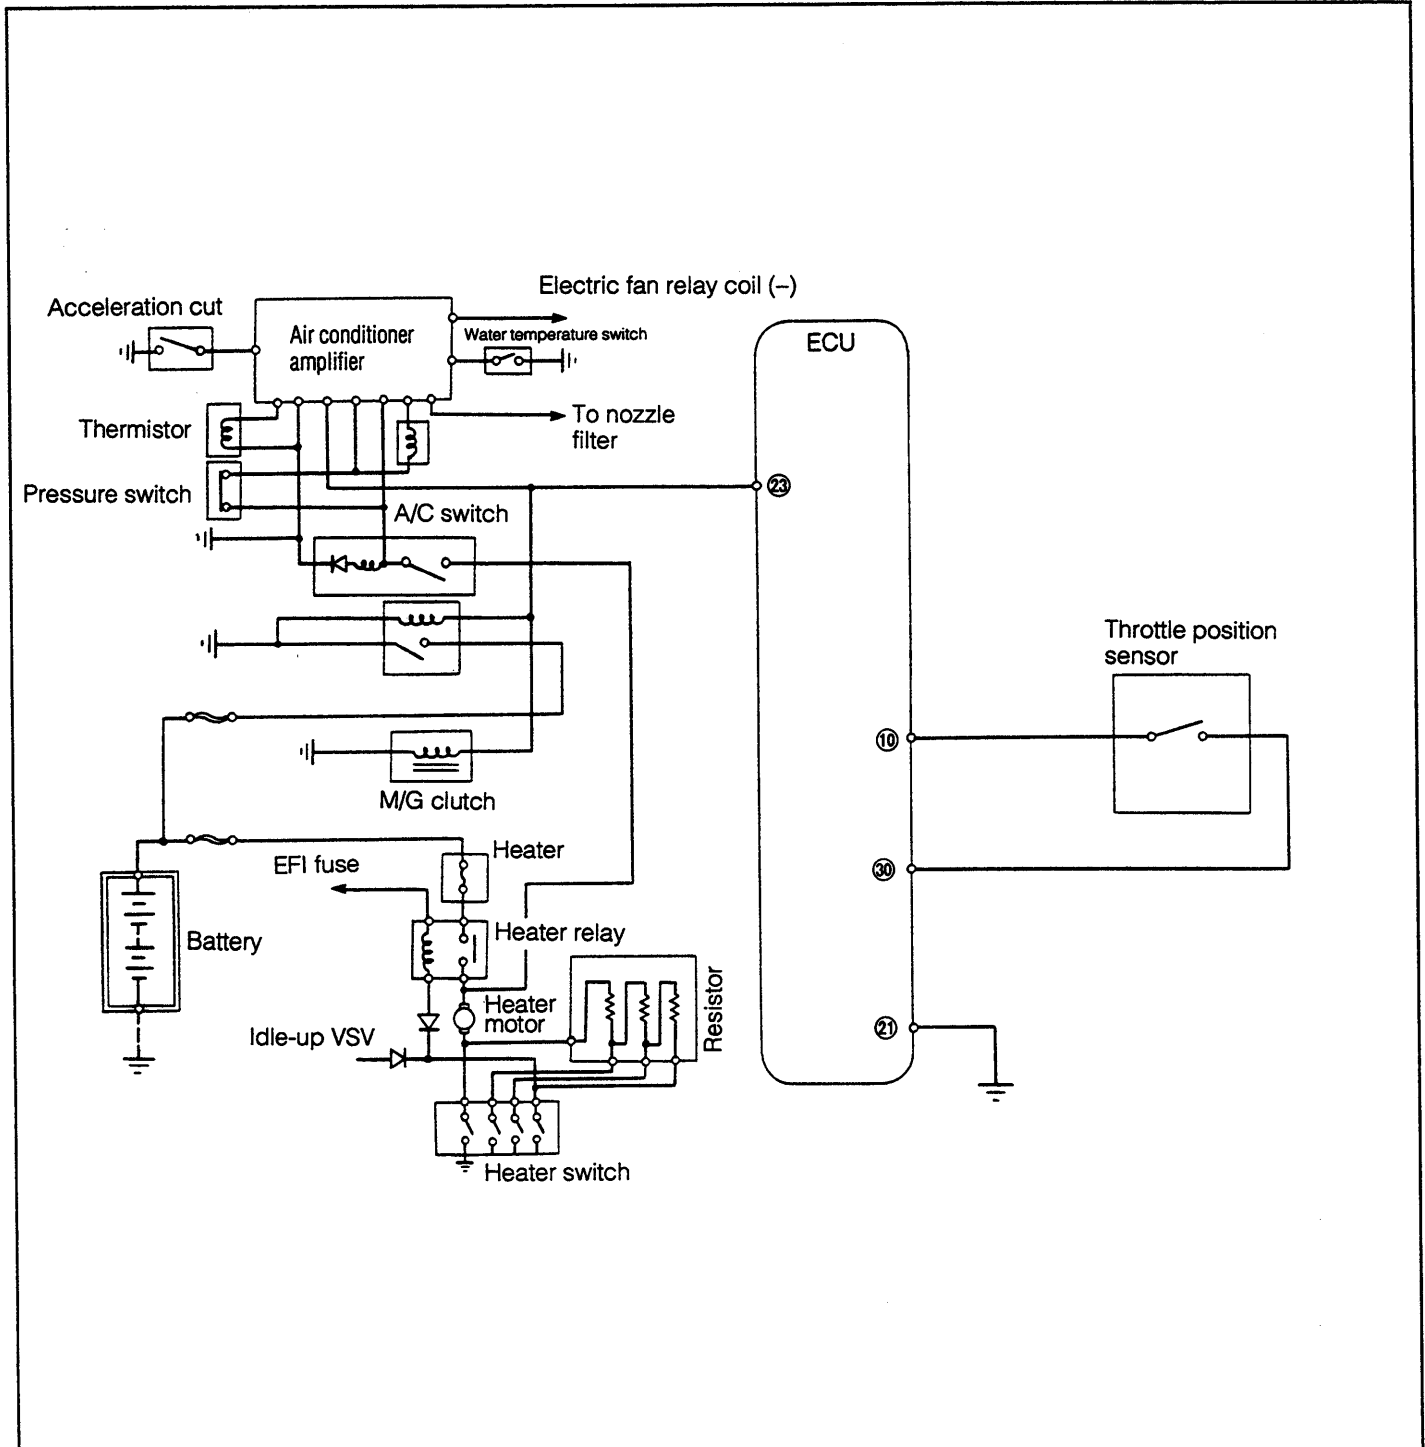 Electric fan relay coil (–)
Acceleration cut
Air conditioner
amplifier
Water temperature switch
ECU
Thermistor
To nozzle
filter
Pressure switch
23
A/C switch
Throttle position
sensor
10
M/G clutch
Heater
EFI fuse
30
Battery
Heater relay
Resistor
Heater
motor
Idle-up VSV
21
Heater switch